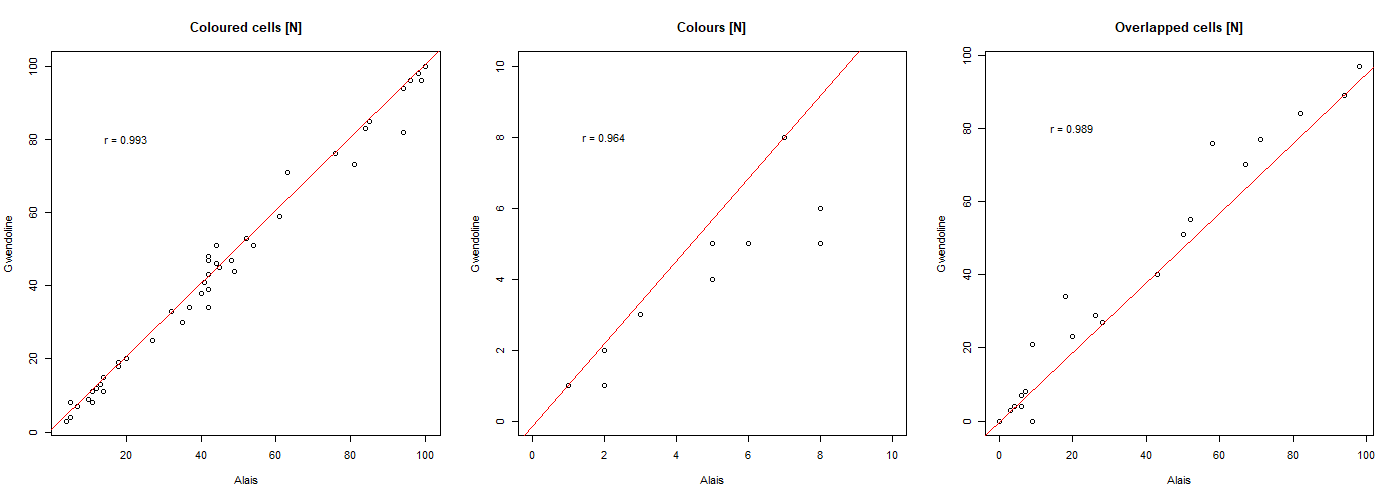 Coloured cells [N]
Gwendoline
0 20 40 60 80 100
r = 0.993
20 40 60 80 100
Alais
Colours [N]
Gwendoline
0 2 4 6 8 10
r = 0.964
0 2 4 6 8 10
Alais
Overlapped cells [N]
Gwendoline
0 20 40 60 80 100
r = 0.989
0 20 40 60 80 100
Alais